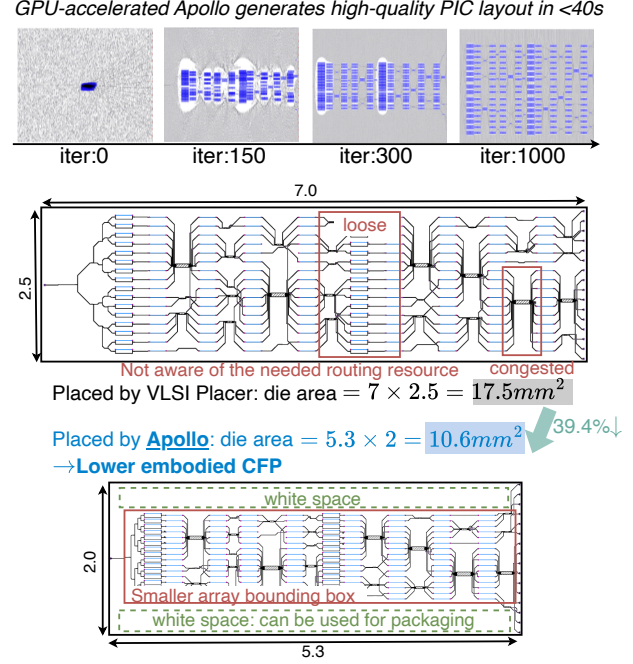 GPU-accelerated Apollo generates high-quality PIC layout in <40s
iter:0
iter:150
iter:300
iter:1000
7.0
2.5
loose
Not aware of the needed routing resource
congested
Placed by VLSI Placer: die area = 7 × 2.5 = 17.5mm²
39.4%↓
Placed by Apollo: die area = 5.3 × 2 = 10.6mm²
→Lower embodied CFP
white space
2.0
Smaller array bounding box
white space: can be used for packaging
5.3